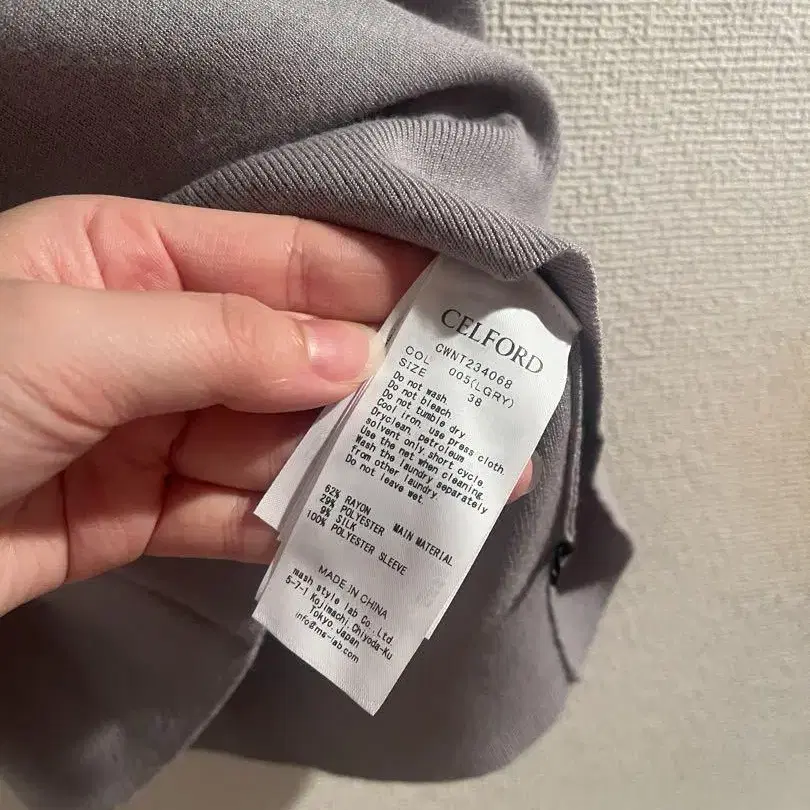 CELFORD
CWNT234068
COL 005(LGRY)
SIZE 38
Do not wash
Do not bleach
Do not tumble dry
Cool iron, use press cloth
Dryclean, petroleum
solvent only, short cycle.
Use the net when cleaning.
Wash the laundry separately
from other laundry.
Do not leave wet.
62% RAYON
29% POLYESTER MAIN MATERIAL
9% SILK
100% POLYESTER SLEEVE
MADE IN CHINA
mash style lab Co.,Ltd.
5-7-1 Kojimachi,Chiyoda-Ku
Tokyo Japan
info@ms-lab.com